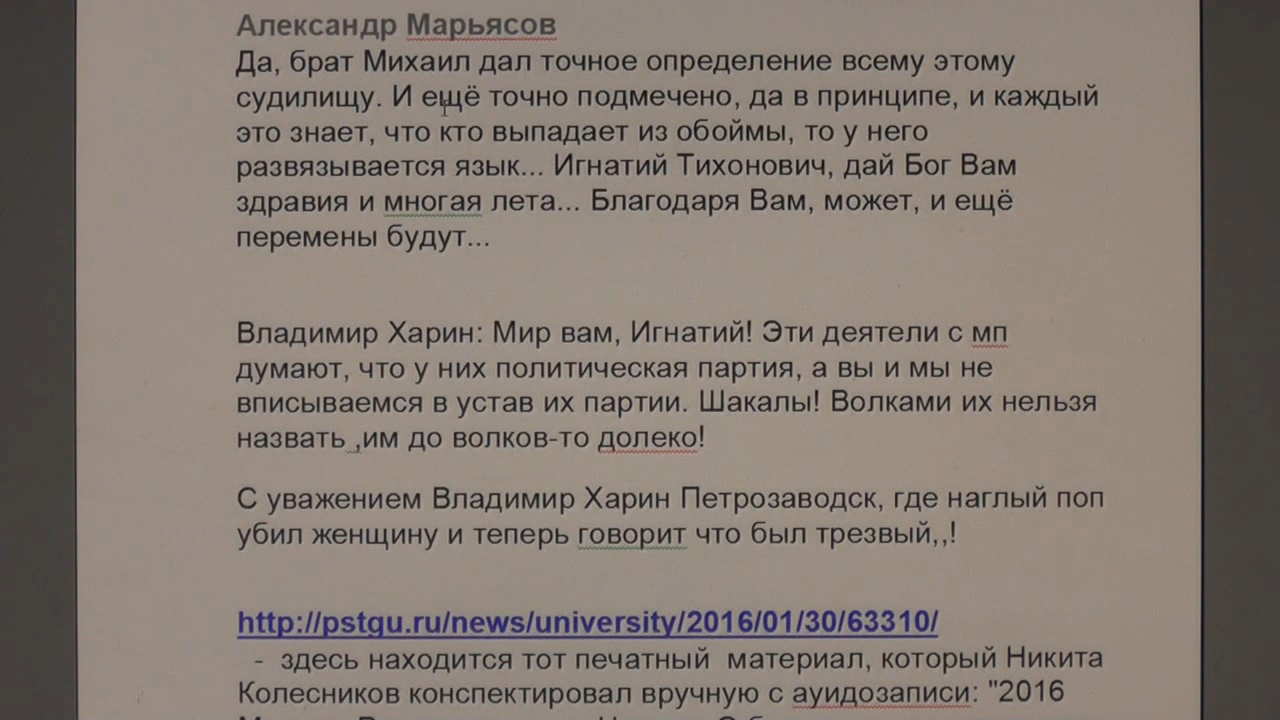 Александр Марьясов
Да, брат Михаил дал точное определение всему этому
судилищу. И ещё точно подмечено, да в принципе, и каждый
это знает, что кто выпадает из обоймы, то у него
развязывается язык... Игнатий Тихонович, дай Бог Вам
здравия и многая лета... Благодаря Вам, может, и ещё
перемены будут...
Владимир Харин: Мир вам, Игнатий! Эти деятели с мп
думают, что у них политическая партия, а вы и мы не
вписываемся в устав их партии. Шакалы! Волками их нельзя
назвать ,им до волков-то долеко!
С уважением Владимир Харин Петрозаводск, где наглый поп
убил женщину и теперь говорит что был трезвый,,!
http://pstgu.ru/news/university/2016/01/30/63310/
- здесь находится тот печатный материал, который Никита
Колесников конспектировал вручную с ауидозаписи: "2016